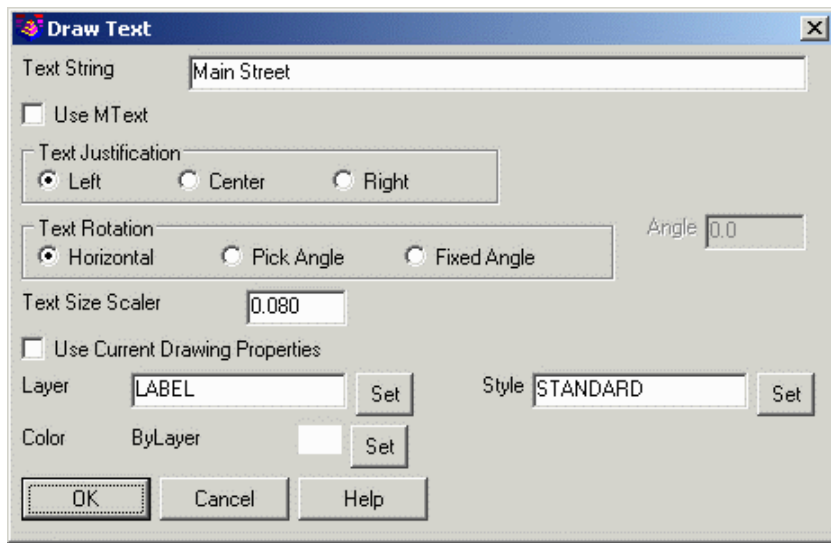 Draw Text
Text String Main Street
Use MText
Text Justification
Left Center Right
Text Rotation
Horizontal Pick Angle Fixed Angle
Angle 0.0
Text Size Scaler 0.080
Use Current Drawing Properties
Layer LABEL Set Style STANDARD Set
Color ByLayer Set
OK Cancel Help